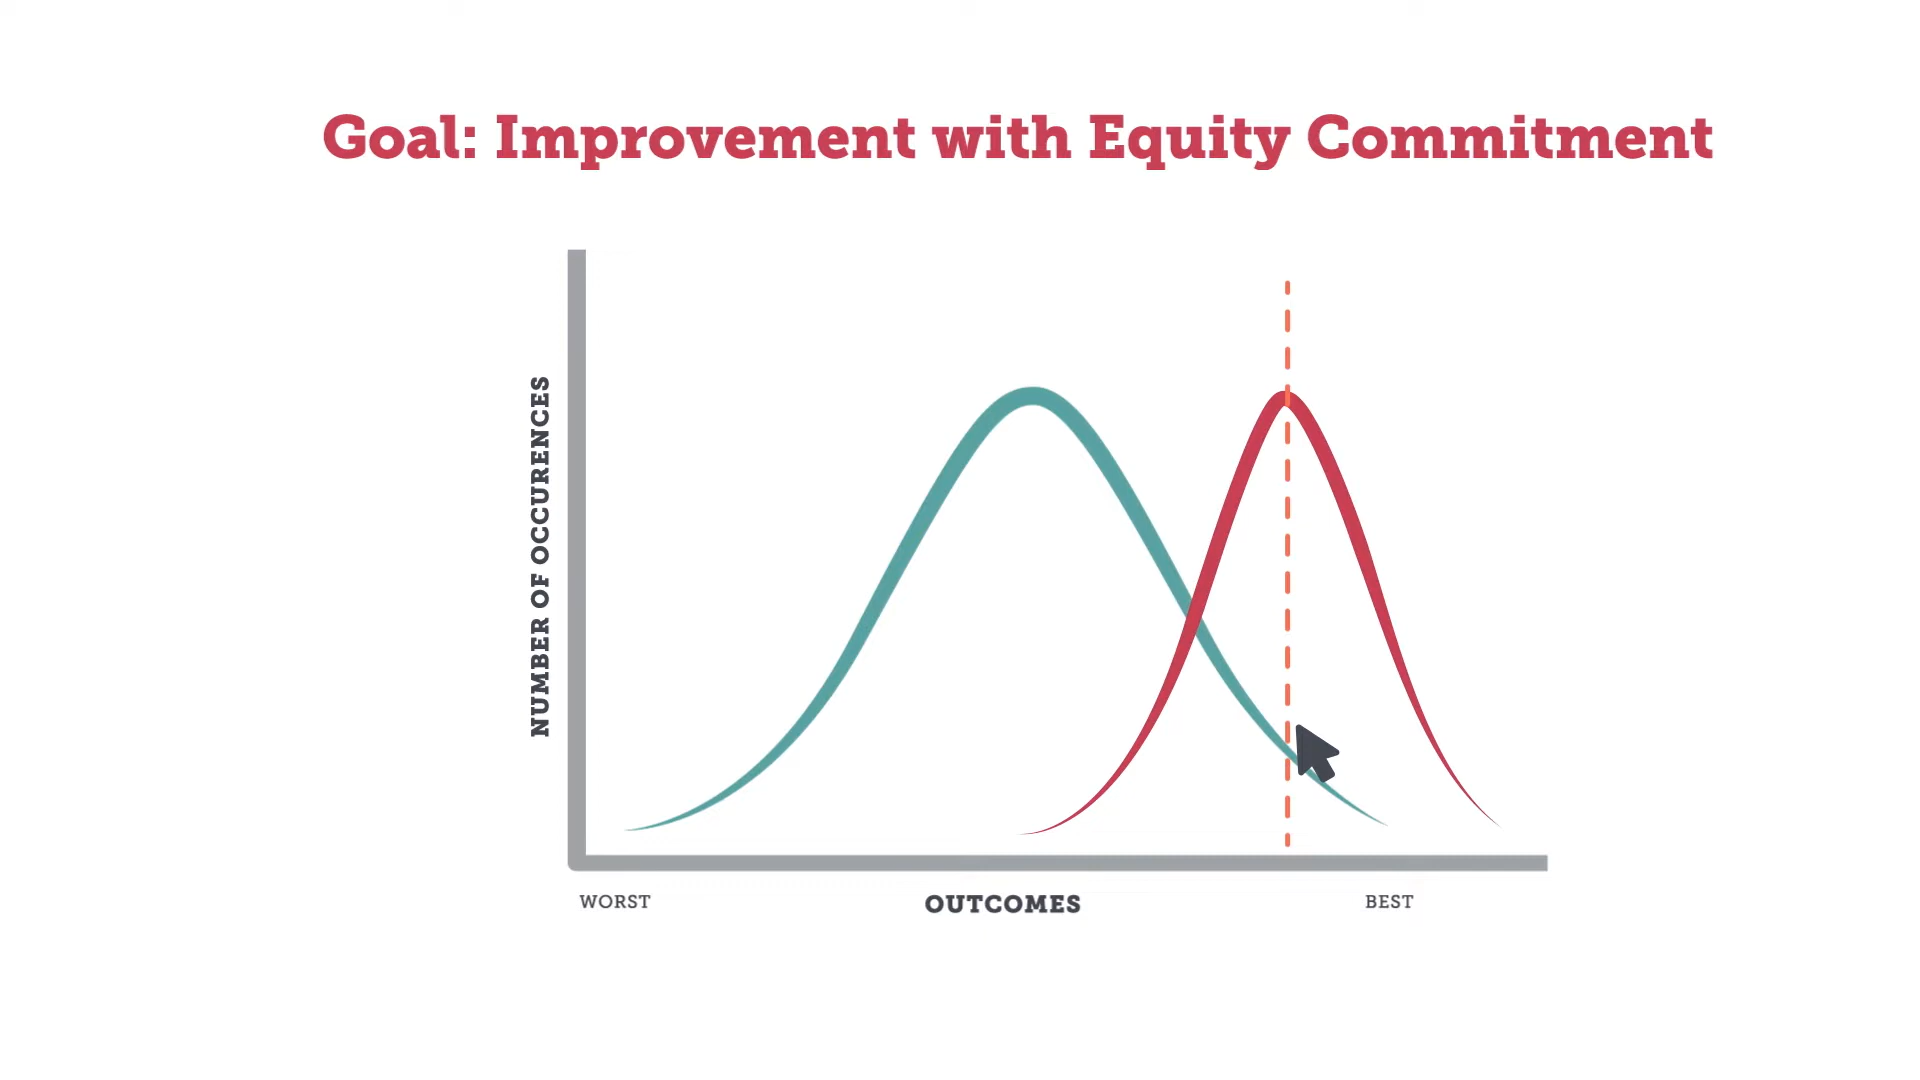 Goal: Improvement with Equity Commitment
NUMBER OF OCCURENCES
WORST
OUTCOMES
BEST